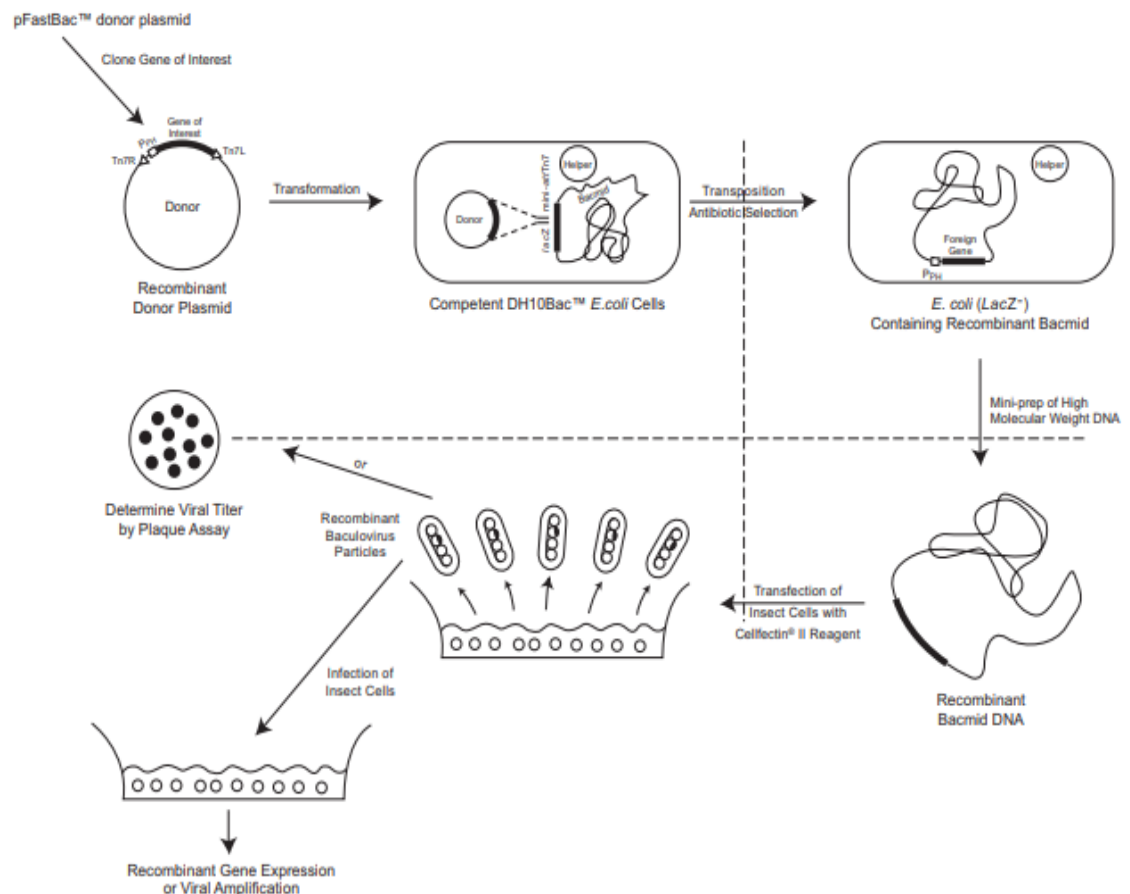 pFastBac™ donor plasmid
Clone Gene of Interest
Gene of
Interest
PPH
Tn7R
Tn7L
Donor
Recombinant
Donor Plasmid
Transformation
Helper
Donor
lacZ mini-attTn7
Bacmid
Competent DH10Bac™ E.coli Cells
Transposition
Antibiotic Selection
Helper
Foreign
Gene
PPH
E. coli (LacZ⁻)
Containing Recombinant Bacmid
Mini-prep of High
Molecular Weight DNA
Recombinant
Bacmid DNA
Transfection of
Insect Cells with
Cellfectin® II Reagent
Recombinant
Baculovirus
Particles
or
Determine Viral Titer
by Plaque Assay
Infection of
Insect Cells
Recombinant Gene Expression
or Viral Amplification